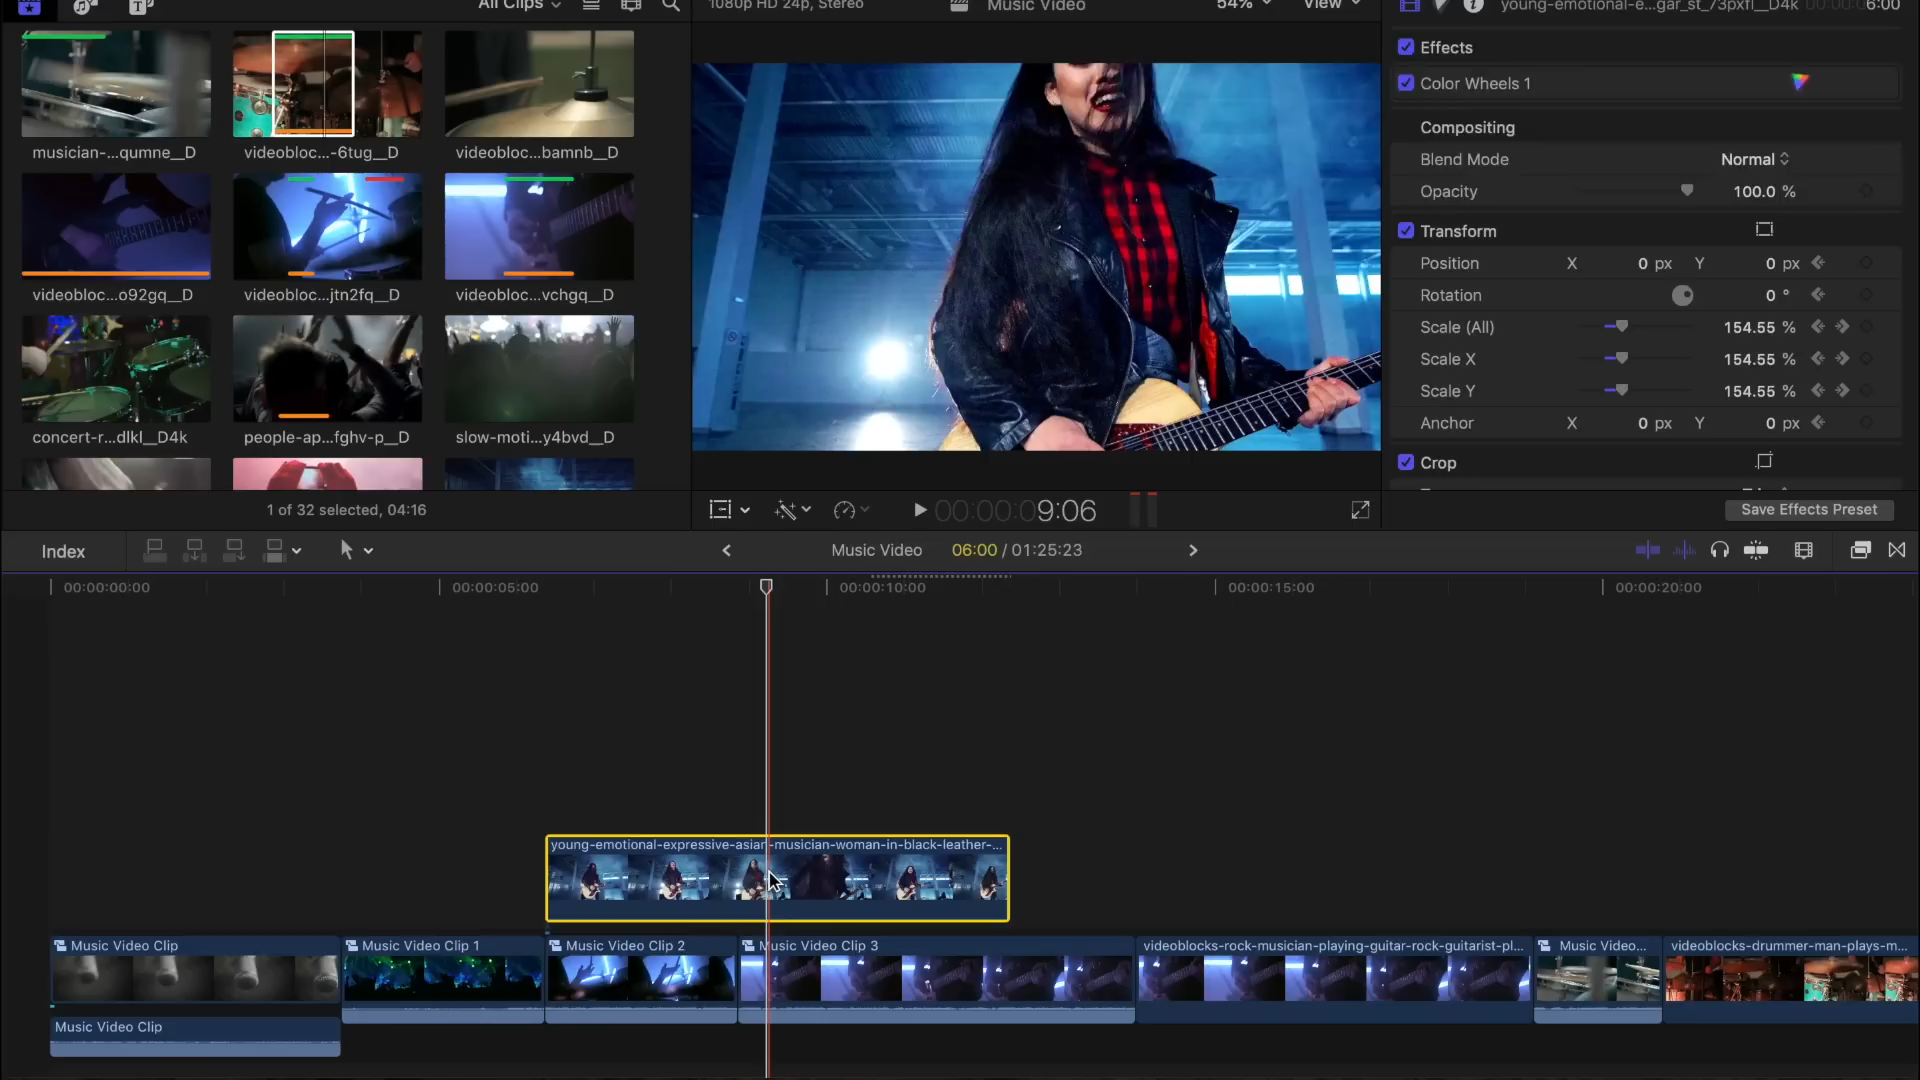 All Clips
1080p HD 24p, Stereo
Music Video
54%
View
young-emotional-e...gar_st_73pxfl__D4k
00:00:06:00
musician-...qumne__D
videobloc...-6tug__D
videobloc...bamnb__D
videobloc...o92gq__D
videobloc...jtn2fq__D
videobloc...vchgq__D
concert-r...dlkl__D4k
people-ap...fghv-p__D
slow-moti...y4bvd__D
1 of 32 selected, 04:16
00:00:09:06
Effects
Color Wheels 1
Compositing
Blend Mode Normal
Opacity 100.0 %
Transform
Position X 0 px Y 0 px
Rotation 0 °
Scale (All) 154.55 %
Scale X 154.55 %
Scale Y 154.55 %
Anchor X 0 px Y 0 px
Crop
Save Effects Preset
Index
Music Video 06:00 / 01:25:23
00:00:00:00
00:00:05:00
00:00:10:00
00:00:15:00
00:00:20:00
young-emotional-expressive-asian-musician-woman-in-black-leather-...
Music Video Clip
Music Video Clip 1
Music Video Clip 2
Music Video Clip 3
videoblocks-rock-musician-playing-guitar-rock-guitarist-pl...
Music Video...
videoblocks-drummer-man-plays-m...
Music Video Clip